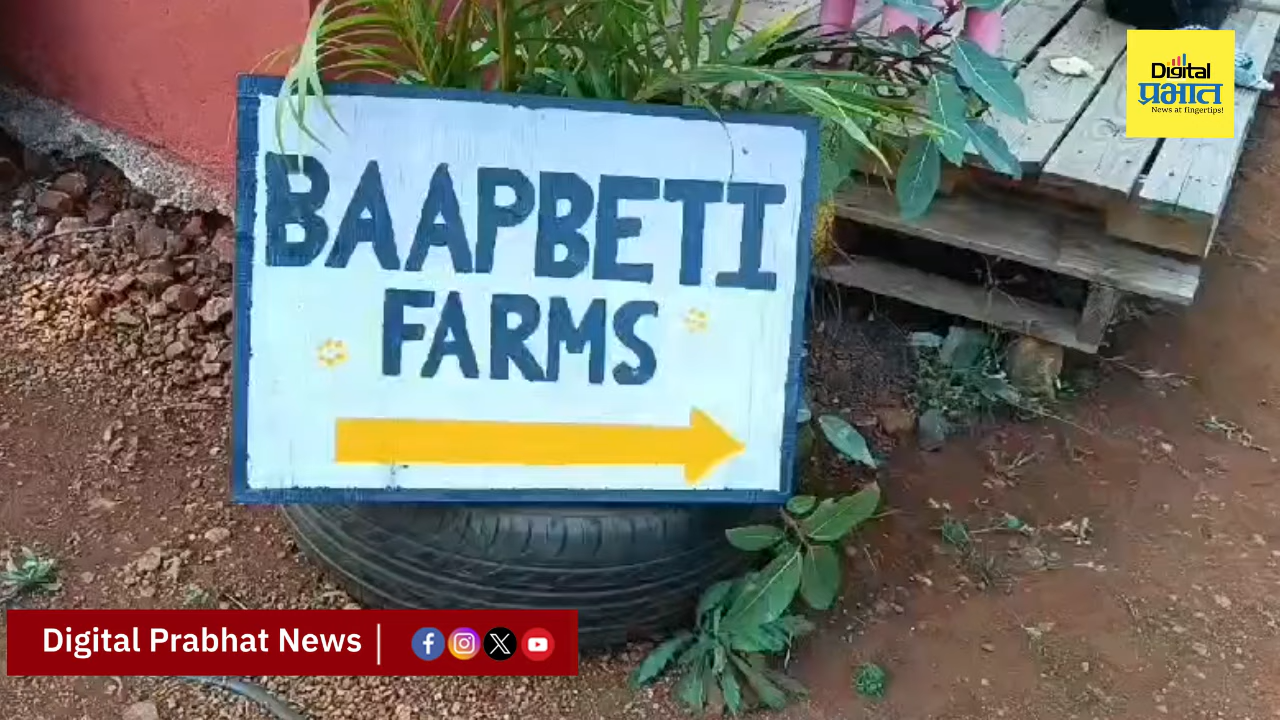 Digital
प्रभात
News at fingertips!
BAAPBETI
FARMS
Digital Prabhat News |